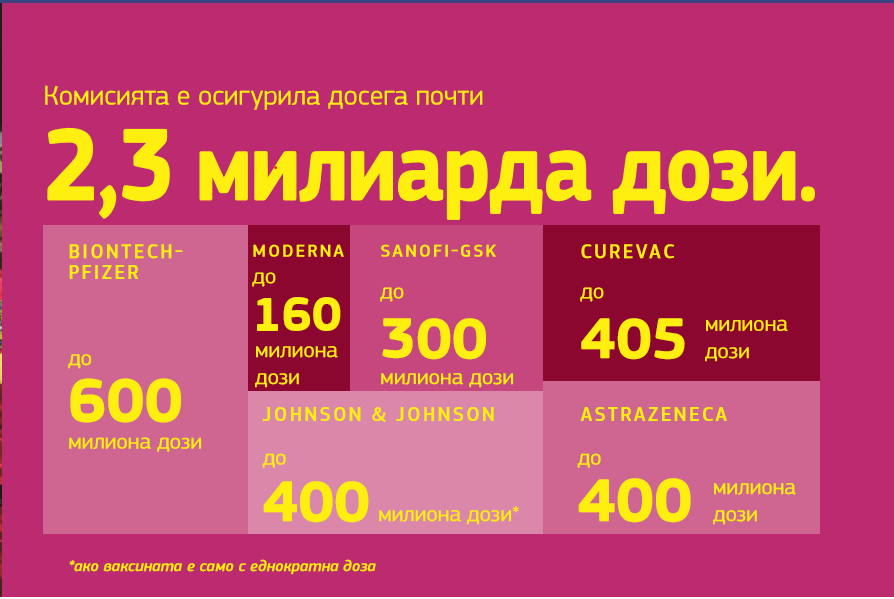 Комисията е осигурила досега почти
2,3 милиарда дози.
BIONTECH-
PFIZER
до
600
милиона дози
MODERNA
до
160
милиона
дози
SANOFI-GSK
до
300
милиона дози
CUREVAC
до
405 милиона
дози
JOHNSON & JOHNSON
до
400 милиона дози*
ASTRAZENECA
до
400 милиона
дози
*ако ваксината е само с еднократна доза